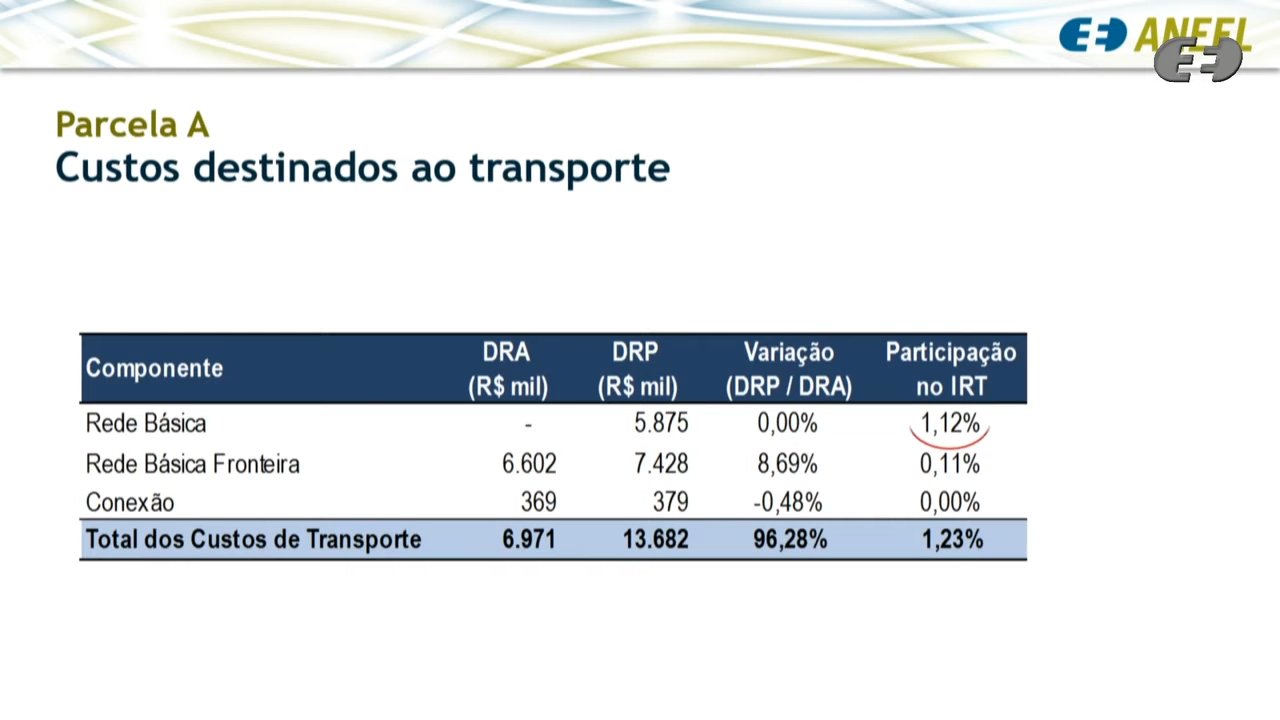 ANEEL
Parcela A
Custos destinados ao transporte
Componente DRA (R$ mil) DRP (R$ mil) Variação (DRP / DRA) Participação no IRT
Rede Básica - 5.875 0,00% 1,12%
Rede Básica Fronteira 6.602 7.428 8,69% 0,11%
Conexão 369 379 -0,48% 0,00%
Total dos Custos de Transporte 6.971 13.682 96,28% 1,23%